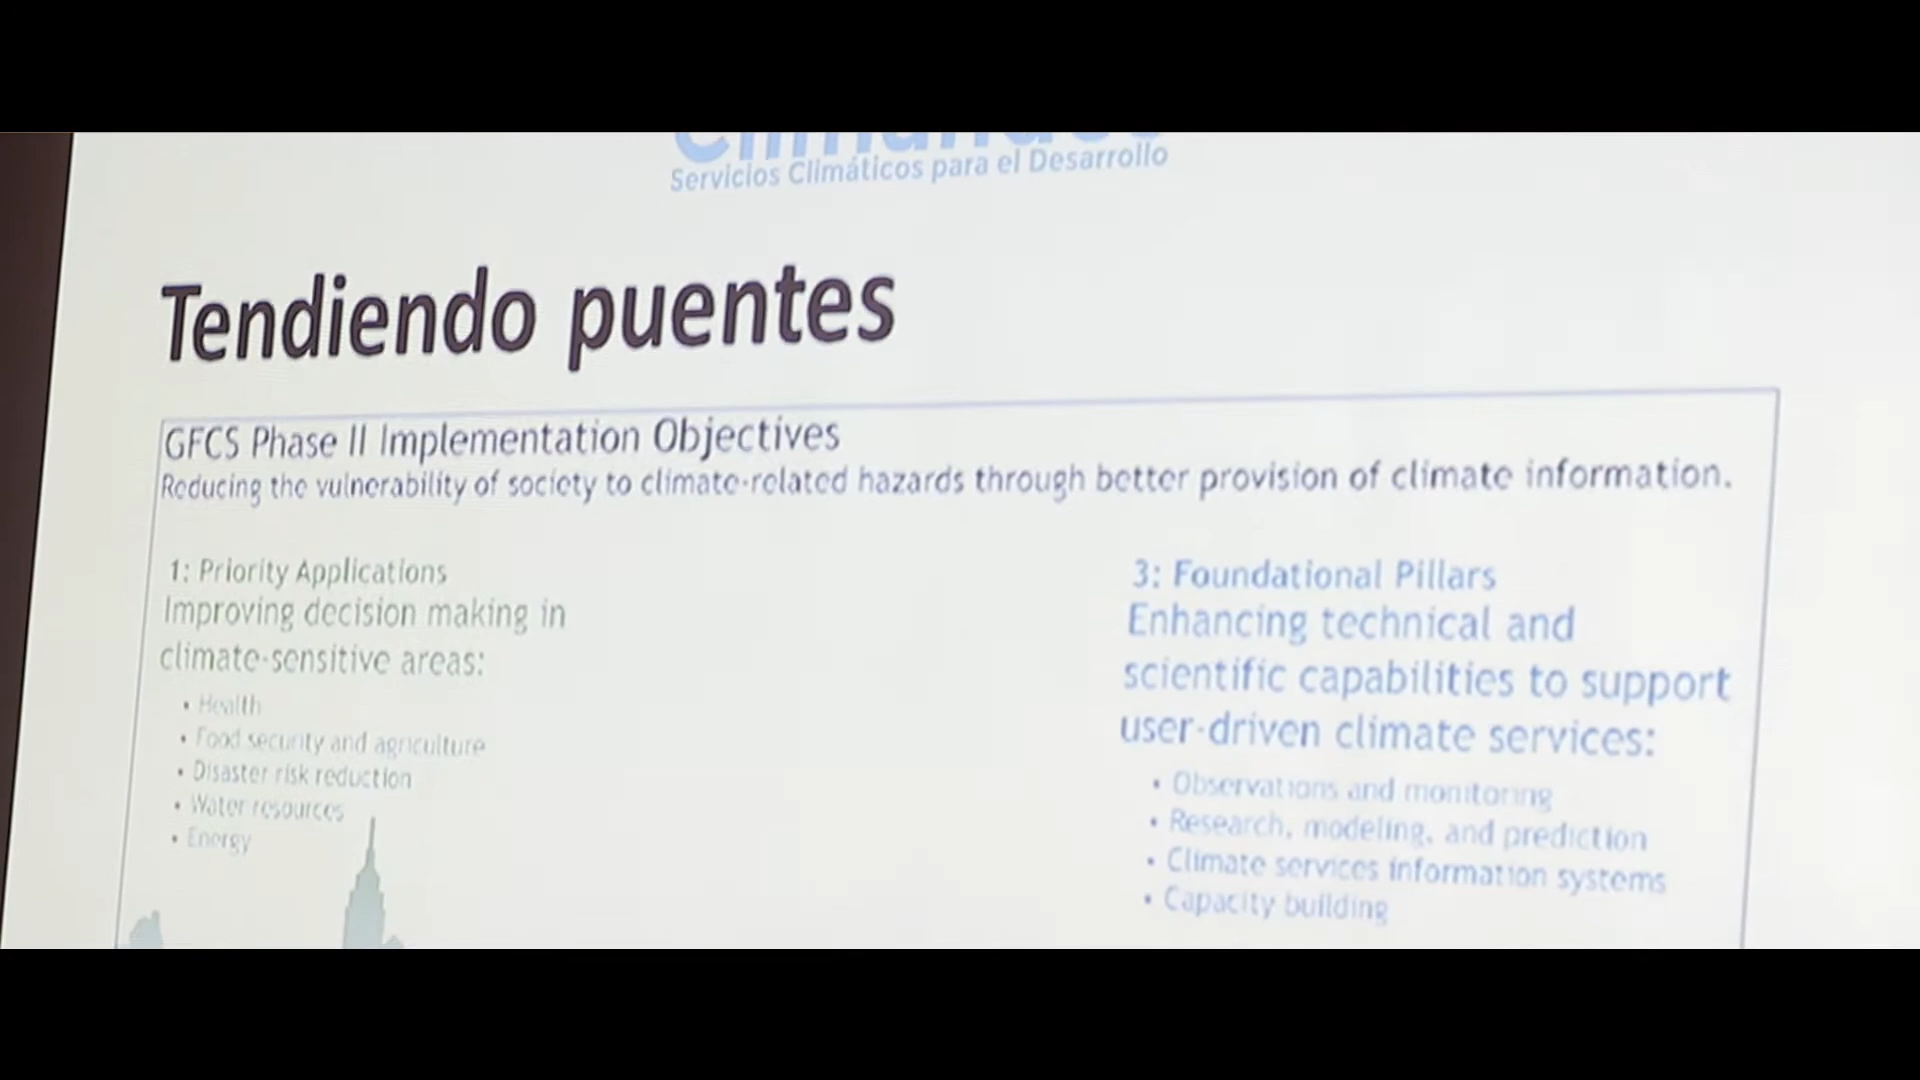 Servicios Climáticos para el Desarrollo
Tendiendo puentes
GFCS Phase II Implementation Objectives
Reducing the vulnerability of society to climate-related hazards through better provision of climate information.
1: Priority Applications
Improving decision making in
climate-sensitive areas:
• Health
• Food security and agriculture
• Disaster risk reduction
• Water resources
• Energy
3: Foundational Pillars
Enhancing technical and
scientific capabilities to support
user-driven climate services:
• Observations and monitoring
• Research, modeling, and prediction
• Climate services information systems
• Capacity building